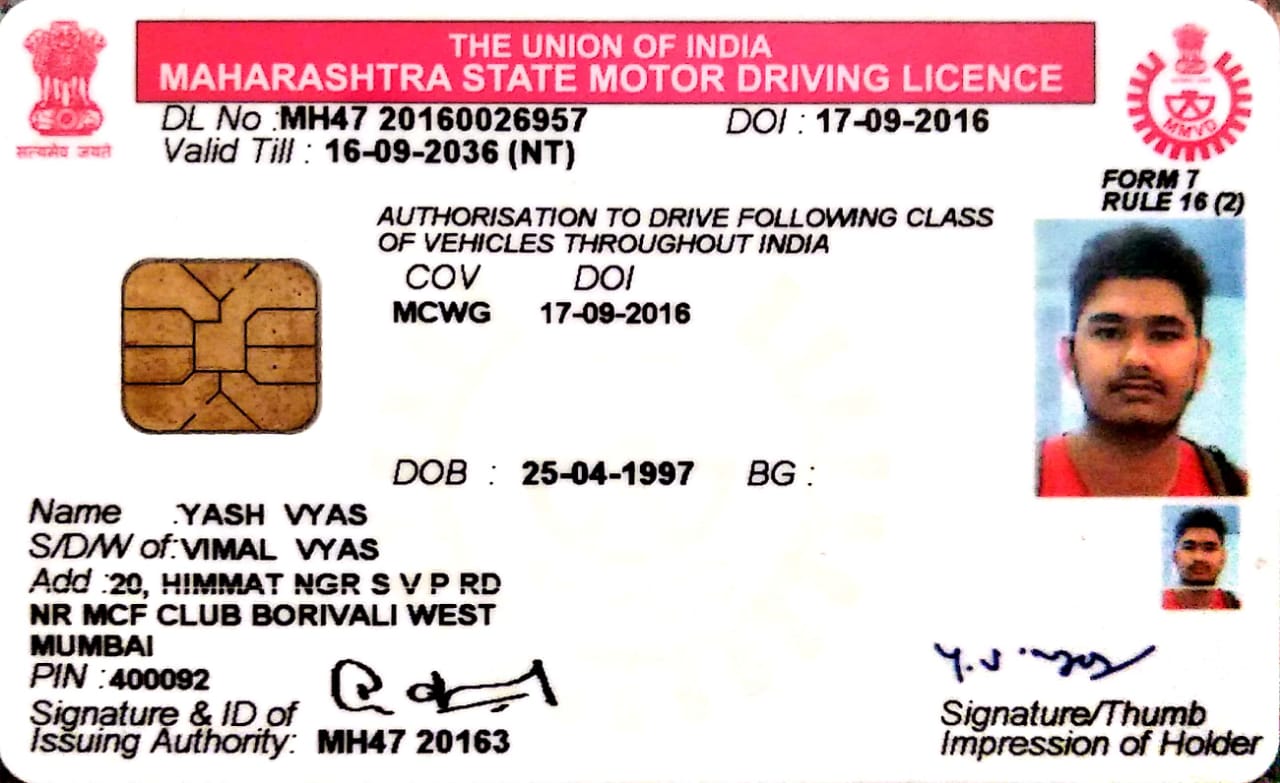 THE UNION OF INDIA
MAHARASHTRA STATE MOTOR DRIVING LICENCE
सत्यमेव जयते
MMVD
DL No : MH47 20160026957 DOI : 17-09-2016
Valid Till : 16-09-2036 (NT)
FORM 7
RULE 16 (2)
AUTHORISATION TO DRIVE FOLLOWING CLASS
OF VEHICLES THROUGHOUT INDIA
COV DOI
MCWG 17-09-2016
DOB : 25-04-1997 BG :
Name : YASH VYAS
S/D/W of : VIMAL VYAS
Add : 20, HIMMAT NGR S V P RD
NR MCF CLUB BORIVALI WEST
MUMBAI
PIN : 400092
Signature & ID of
Issuing Authority: MH47 20163
Signature/Thumb
Impression of Holder